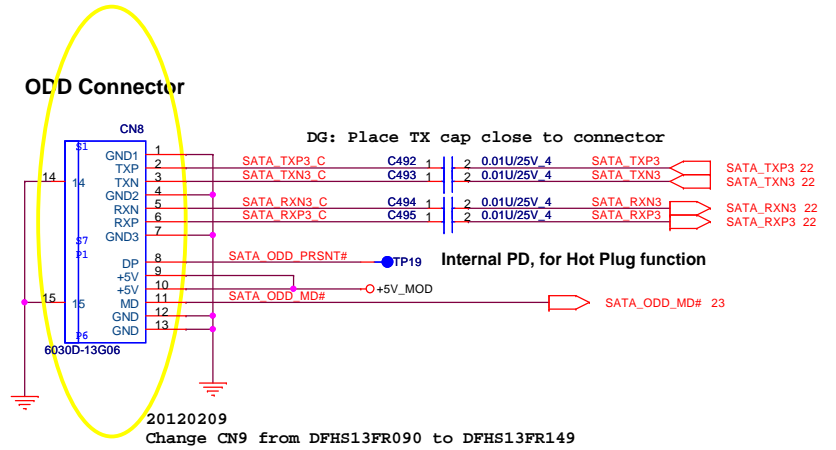 ODD Connector
CN8
DG: Place TX cap close to connector
S1
GND1 1
TXP 2 SATA_TXP3_C C492 1 2 0.01U/25V_4 SATA_TXP3 SATA_TXP3 22
14 14 TXN 3 SATA_TXN3_C C493 1 2 0.01U/25V_4 SATA_TXN3 SATA_TXN3 22
GND2 4
RXN 5 SATA_RXN3_C C494 1 2 0.01U/25V_4 SATA_RXN3 SATA_RXN3 22
RXP 6 SATA_RXP3_C C495 1 2 0.01U/25V_4 SATA_RXP3 SATA_RXP3 22
GND3 7
S7
P1
DP 8 SATA_ODD_PRSNT# TP19 Internal PD, for Hot Plug function
+5V 9
+5V 10 +5V_MOD
15 15 MD 11 SATA_ODD_MD# SATA_ODD_MD# 23
GND 12
GND 13
P6
6030D-13G06
20120209
Change CN9 from DFHS13FR090 to DFHS13FR149